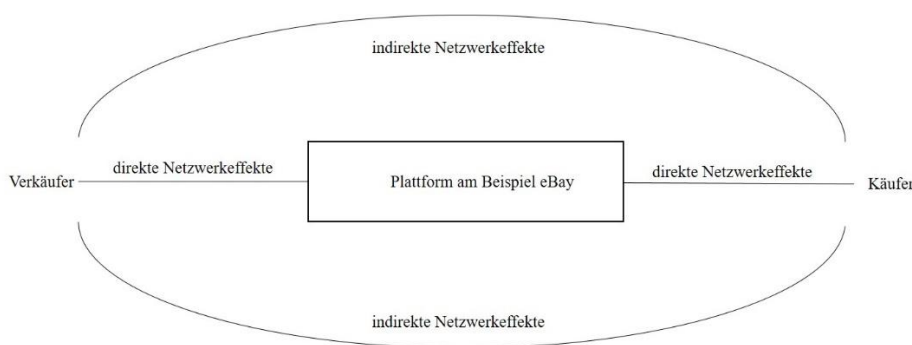 indirekte Netzwerkeffekte
direkte Netzwerkeffekte
direkte Netzwerkeffekte
Verkäufer
Plattform am Beispiel eBay
Käufer
indirekte Netzwerkeffekte